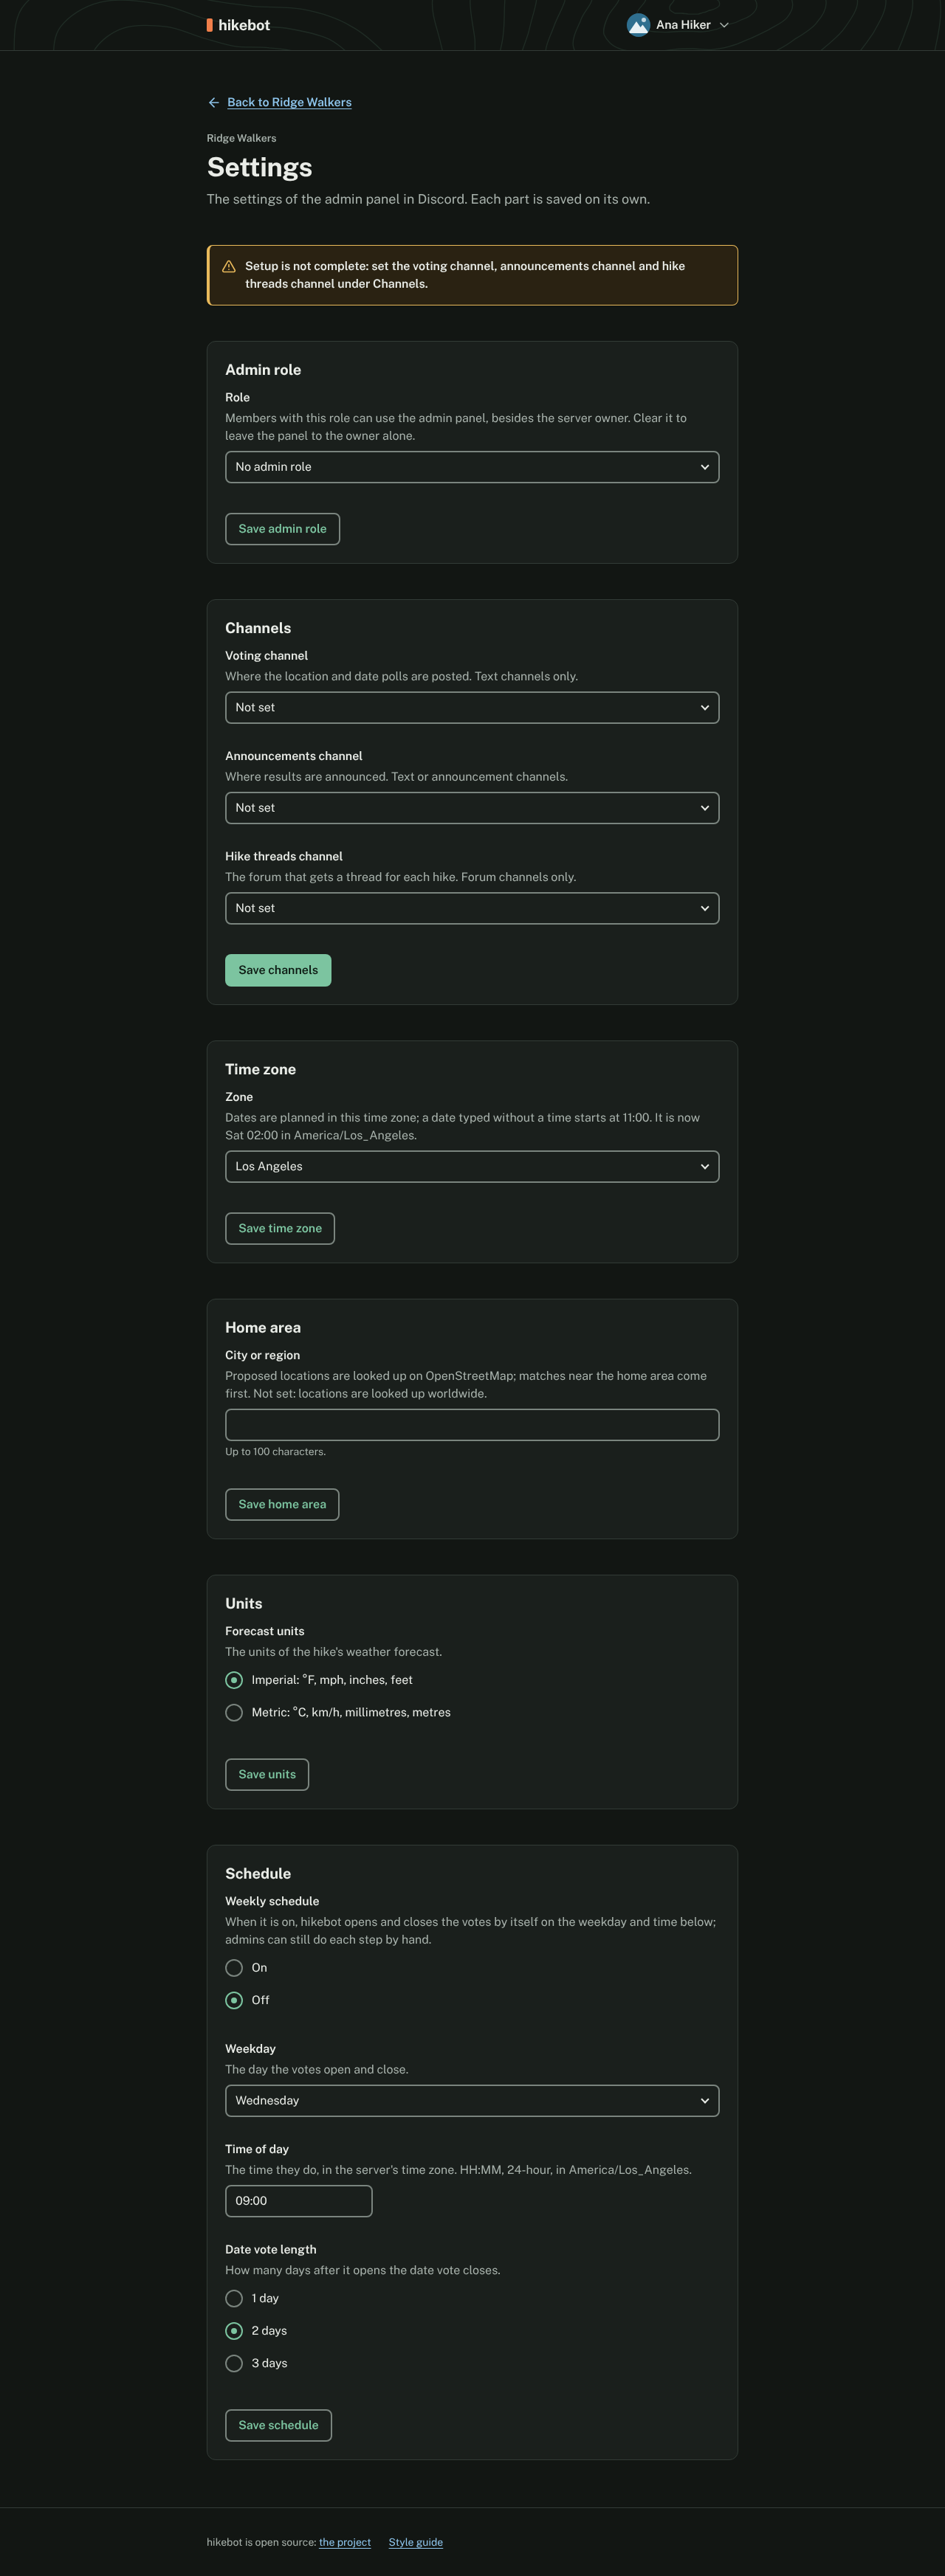 hikebot
Ana Hiker
Back to Ridge Walkers
Ridge Walkers
Settings
The settings of the admin panel in Discord. Each part is saved on its own.
Setup is not complete: set the voting channel, announcements channel and hike
threads channel under Channels.
Admin role
Role
Members with this role can use the admin panel, besides the server owner. Clear it to
leave the panel to the owner alone.
No admin role
Save admin role
Channels
Voting channel
Where the location and date polls are posted. Text channels only.
Not set
Announcements channel
Where results are announced. Text or announcement channels.
Not set
Hike threads channel
The forum that gets a thread for each hike. Forum channels only.
Not set
Save channels
Time zone
Zone
Dates are planned in this time zone; a date typed without a time starts at 11:00. It is now
Sat 02:00 in America/Los_Angeles.
Los Angeles
Save time zone
Home area
City or region
Proposed locations are looked up on OpenStreetMap; matches near the home area come
first. Not set: locations are looked up worldwide.
Up to 100 characters.
Save home area
Units
Forecast units
The units of the hike's weather forecast.
Imperial: °F, mph, inches, feet
Metric: °C, km/h, millimetres, metres
Save units
Schedule
Weekly schedule
When it is on, hikebot opens and closes the votes by itself on the weekday and time below;
admins can still do each step by hand.
On
Off
Weekday
The day the votes open and close.
Wednesday
Time of day
The time they do, in the server's time zone. HH:MM, 24-hour, in America/Los_Angeles.
09:00
Date vote length
How many days after it opens the date vote closes.
1 day
2 days
3 days
Save schedule
hikebot is open source: the project Style guide